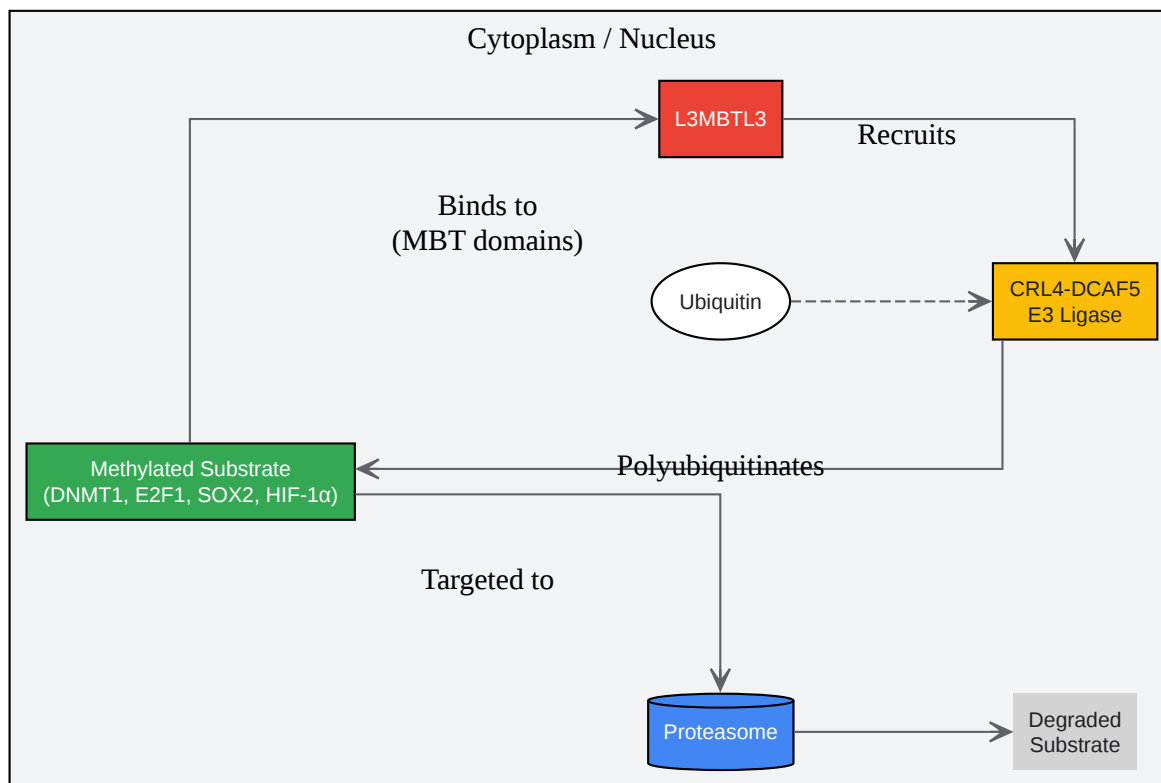 Cytoplasm / Nucleus
L3MBTL3
Recruits
Binds to
(MBT domains)
Ubiquitin
CRL4-DCAF5
E3 Ligase
Methylated Substrate
(DNMT1, E2F1, SOX2, HIF-1α)
Polyubiquitinates
Targeted to
Proteasome
Degraded
Substrate